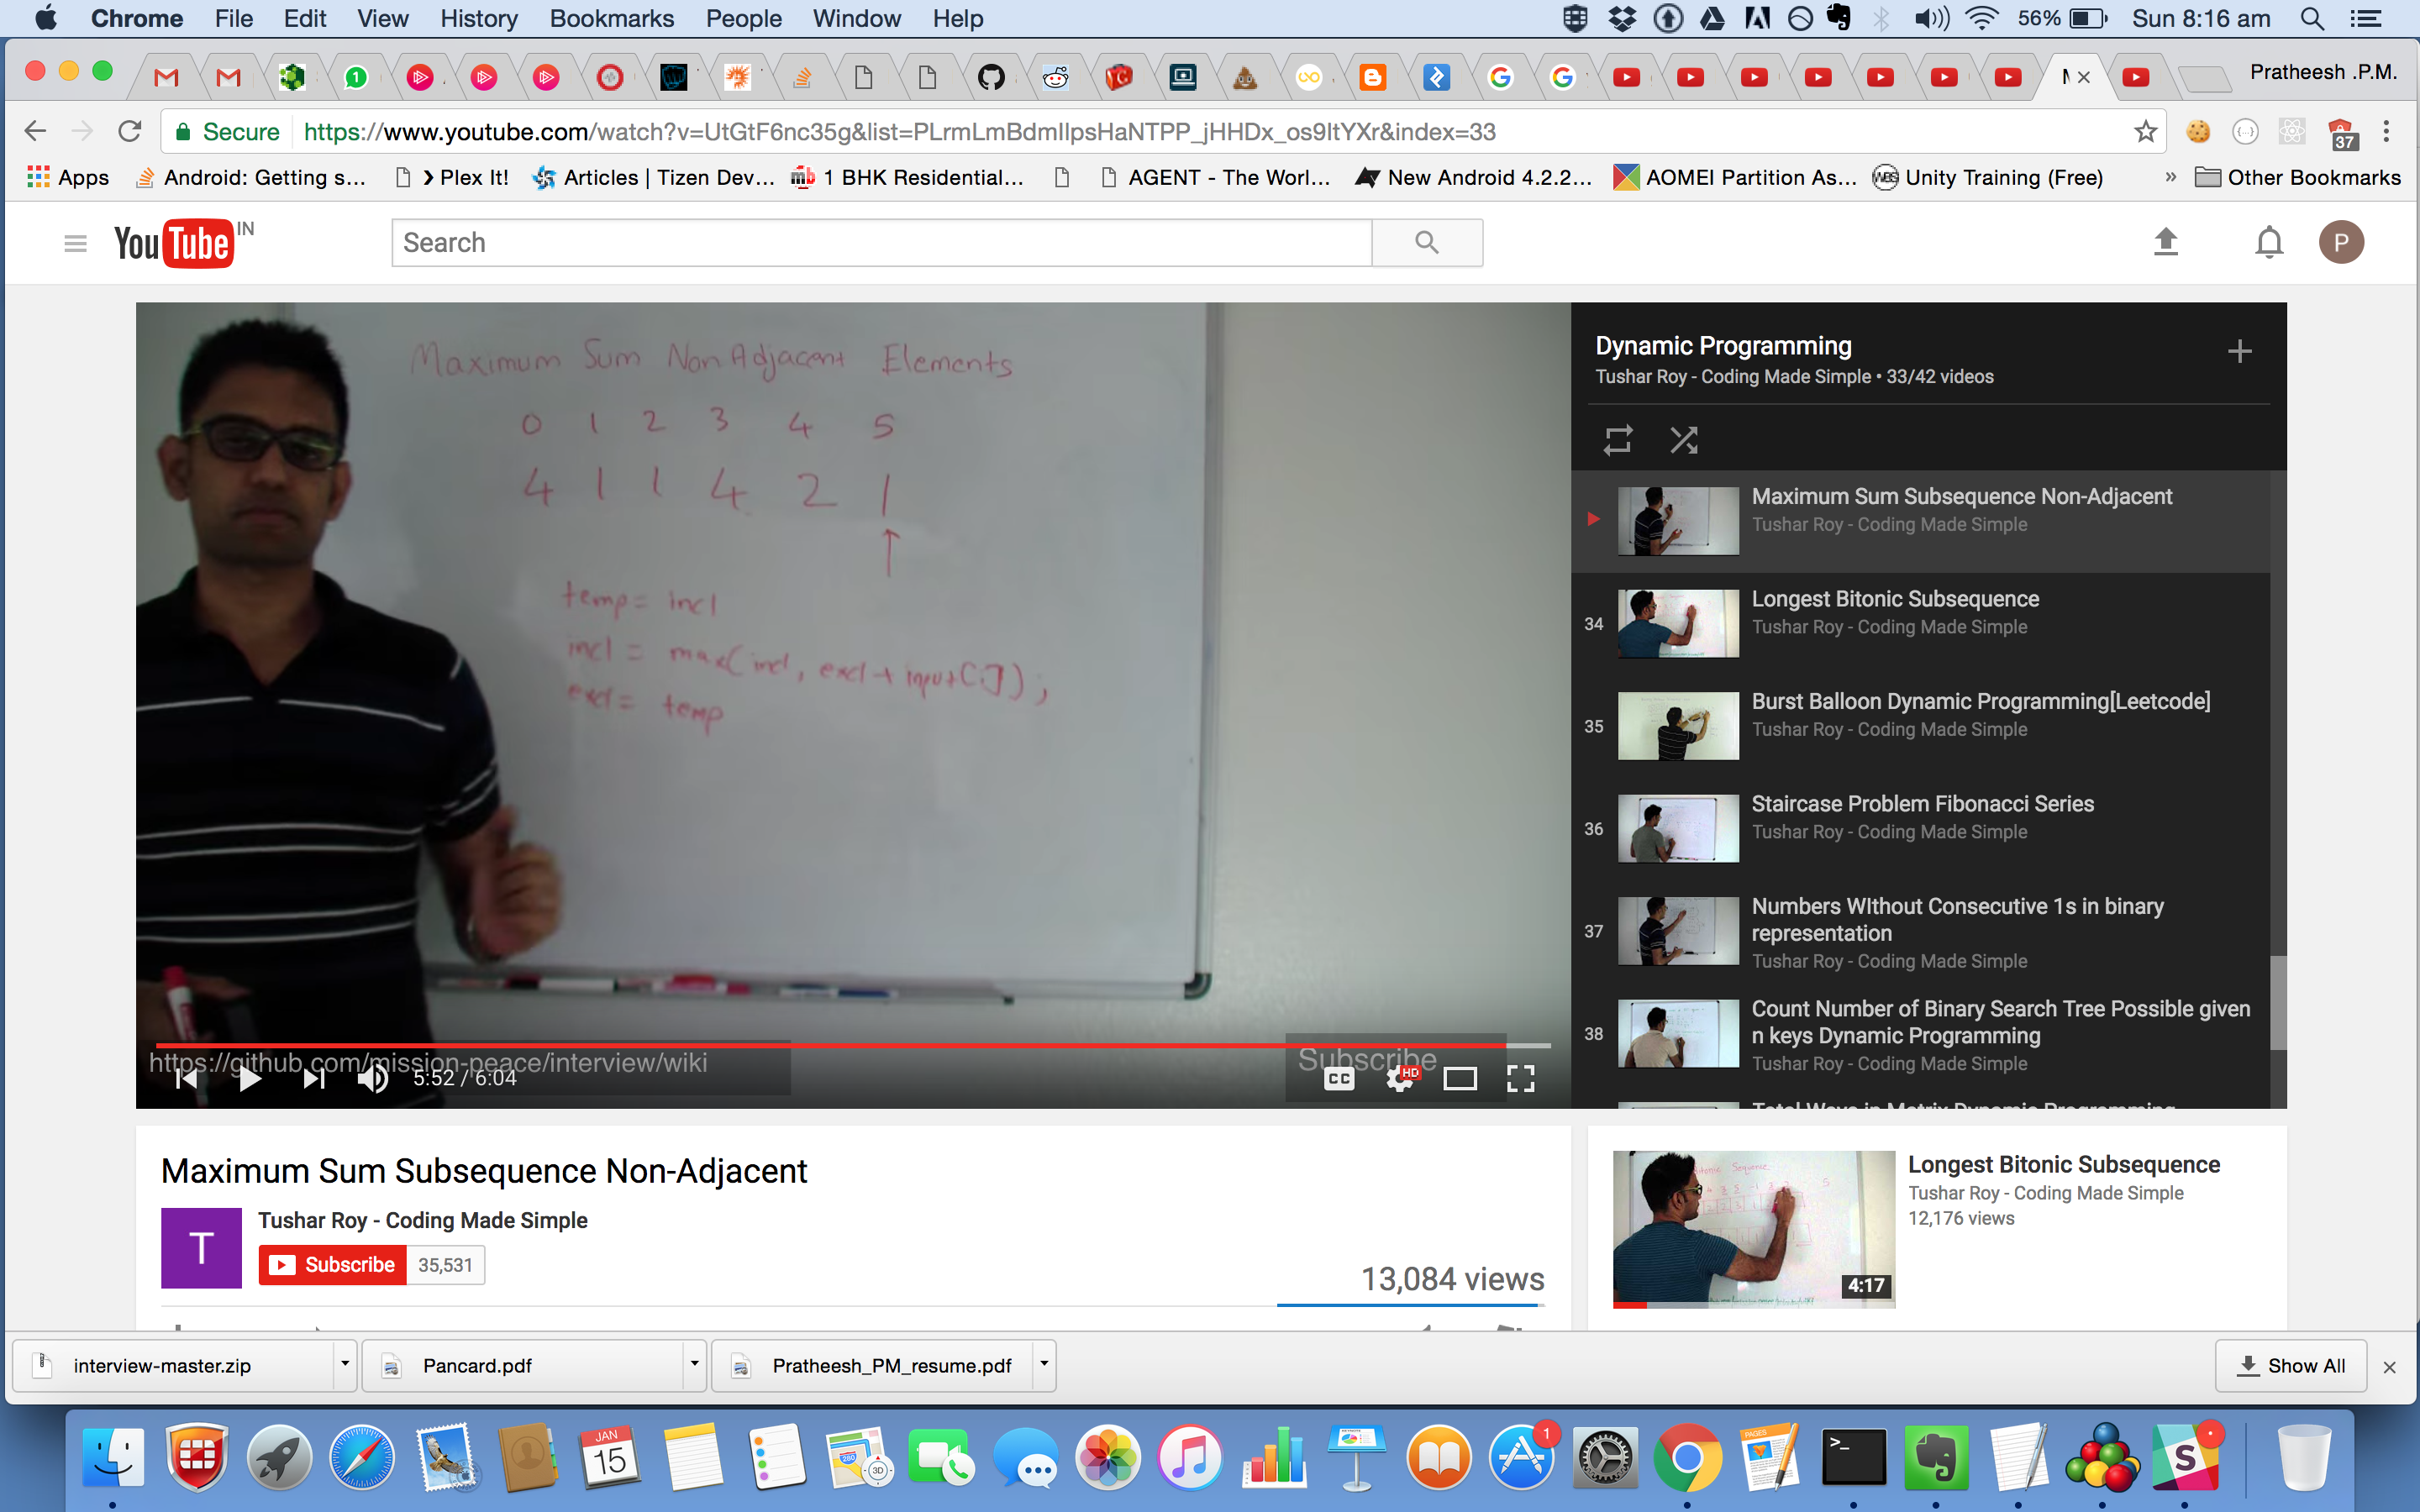 Chrome File Edit View History Bookmarks People Window Help 56% Sun 8:16 am
Pratheesh .P.M.
Secure https://www.youtube.com/watch?v=UtGtF6nc35g&list=PLrmLmBdmIlpsHaNTPP_jHHDx_os9ItYXr&index=33
37
Apps Android: Getting s... Plex It! Articles | Tizen Dev... 1 BHK Residential... AGENT - The Worl... New Android 4.2.2... AOMEI Partition As... Unity Training (Free) » Other Bookmarks
YouTube IN
Search
P
Maximum Sum Non Adjacent Elements
0 1 2 3 4 5
4 1 1 4 2 1
temp = incl
incl = max(incl, excl + input[i]);
excl = temp
https://github.com/mission-peace/interview/wiki
Subscribe
5:52 / 6:04
CC HD
Dynamic Programming
Tushar Roy - Coding Made Simple • 33/42 videos
Maximum Sum Subsequence Non-Adjacent
Tushar Roy - Coding Made Simple
34
Longest Bitonic Subsequence
Tushar Roy - Coding Made Simple
35
Burst Balloon Dynamic Programming[Leetcode]
Tushar Roy - Coding Made Simple
36
Staircase Problem Fibonacci Series
Tushar Roy - Coding Made Simple
37
Numbers WIthout Consecutive 1s in binary
representation
Tushar Roy - Coding Made Simple
38
Count Number of Binary Search Tree Possible given
n keys Dynamic Programming
Tushar Roy - Coding Made Simple
Total Ways in Matrix Dynamic Programming
Maximum Sum Subsequence Non-Adjacent
T
Tushar Roy - Coding Made Simple
Subscribe 35,531
13,084 views
4:17
Longest Bitonic Subsequence
Tushar Roy - Coding Made Simple
12,176 views
interview-master.zip Pancard.pdf Pratheesh_PM_resume.pdf Show All
JAN
15
1
PAGES